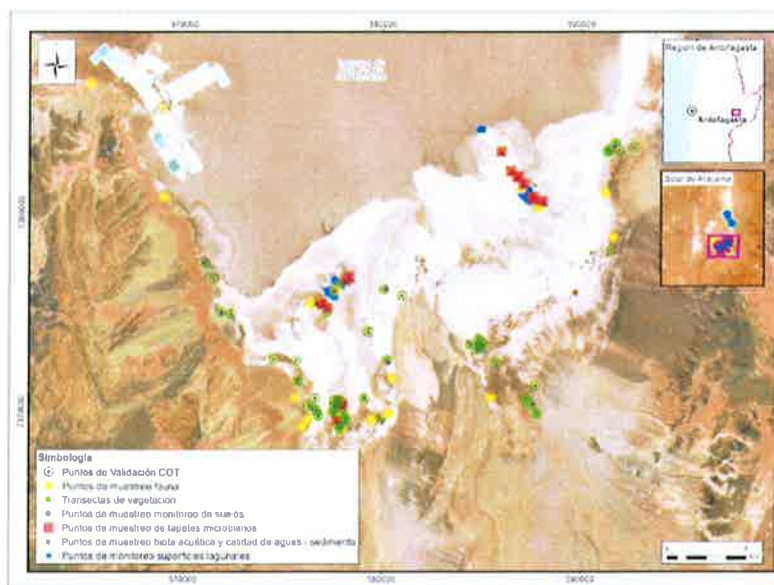 Región de Antofagasta
Antofagasta
Salar de Atacama
Simbología
Puntos de Validación COT
Puntos de muestreo fauna
Transectas de vegetación
Puntos de muestreo monitoreo de suelos
Puntos de muestreo de tapetes microbianos
Puntos de muestreo biota acuática y calidad de aguas - sedimento
Puntos de monitoreo superficies lagunares